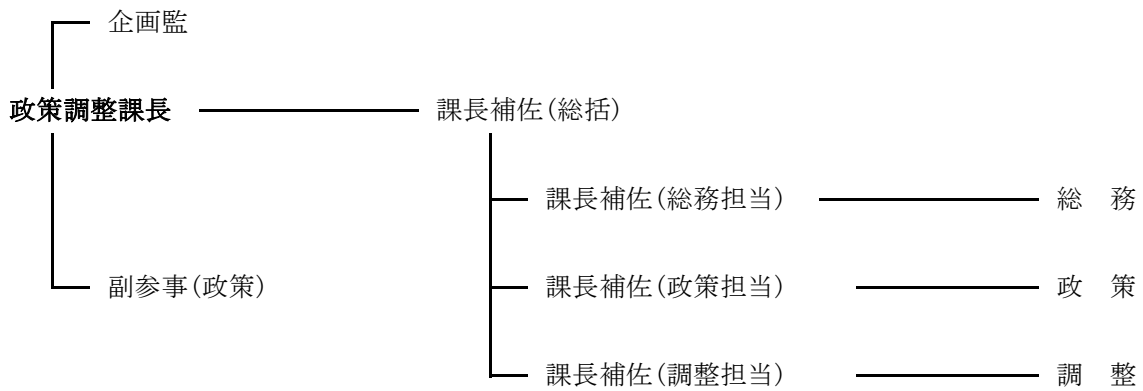 企画監
政策調整課長 課長補佐(総括)
課長補佐(総務担当) 総　務
副参事(政策) 課長補佐(政策担当) 政　策
課長補佐(調整担当) 調　整